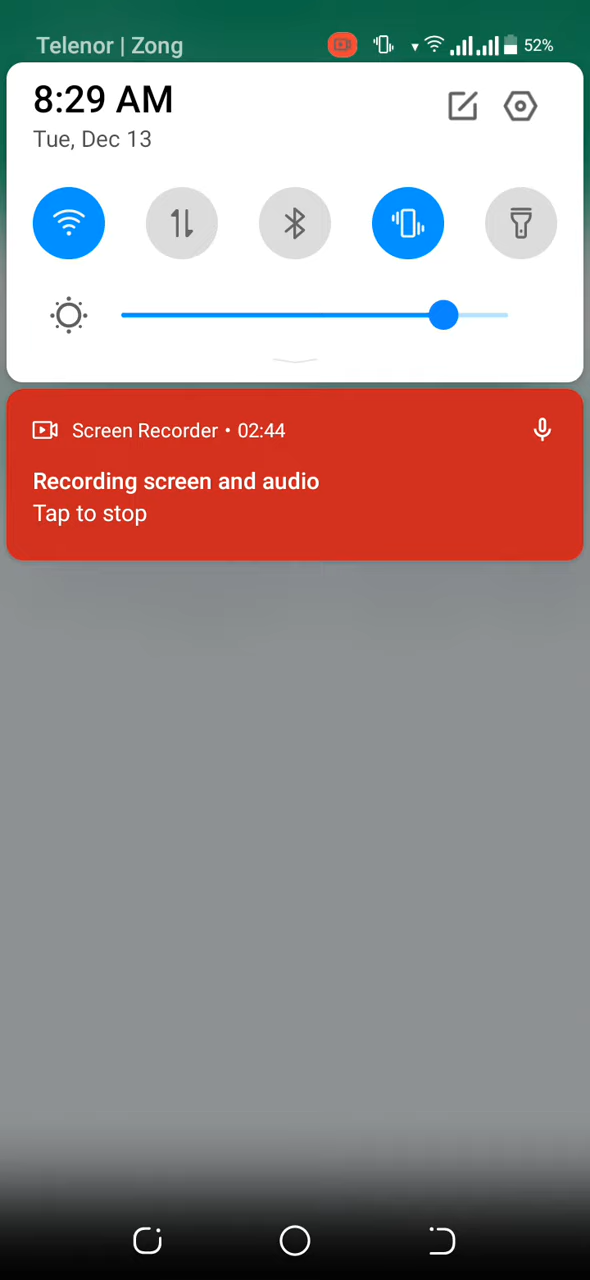 Telenor | Zong
52%
8:29 AM
Tue, Dec 13
Screen Recorder • 02:44
Recording screen and audio
Tap to stop